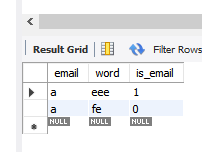 Result Grid Filter Rows
email word is_email
a eee 1
a fe 0
NULL NULL NULL